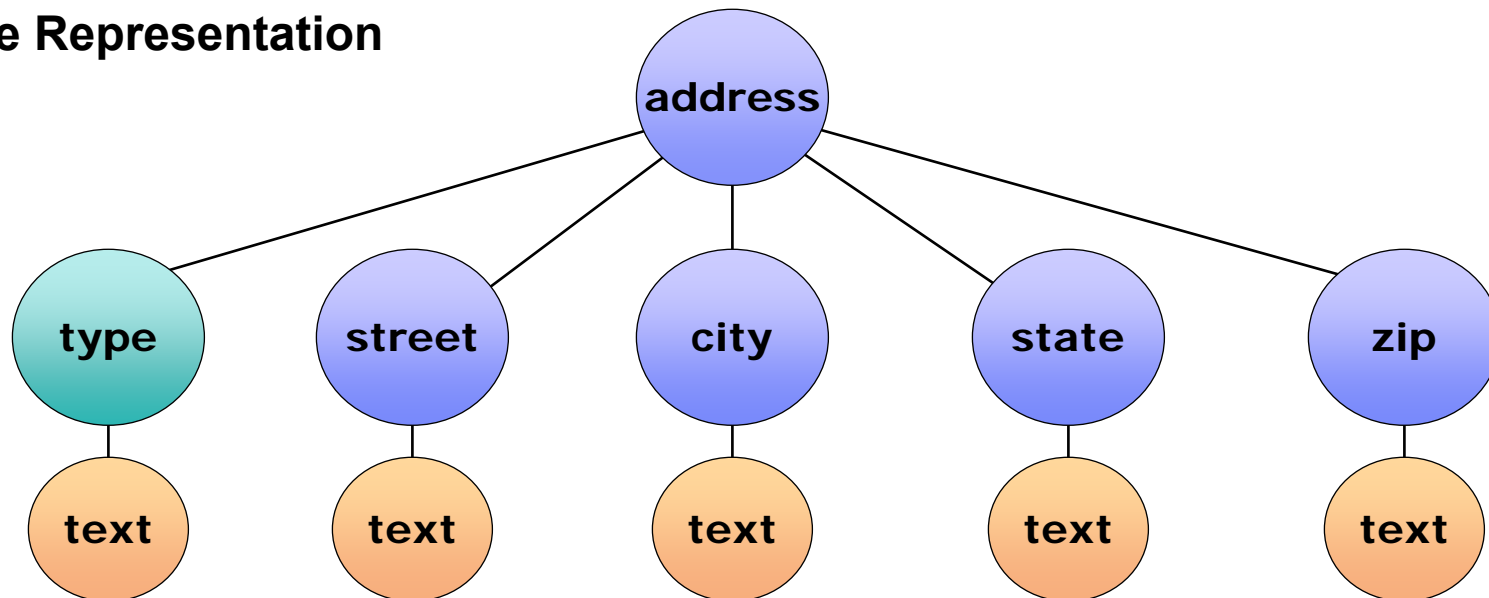 e Representation
address
type
street
city
state
zip
text
text
text
text
text